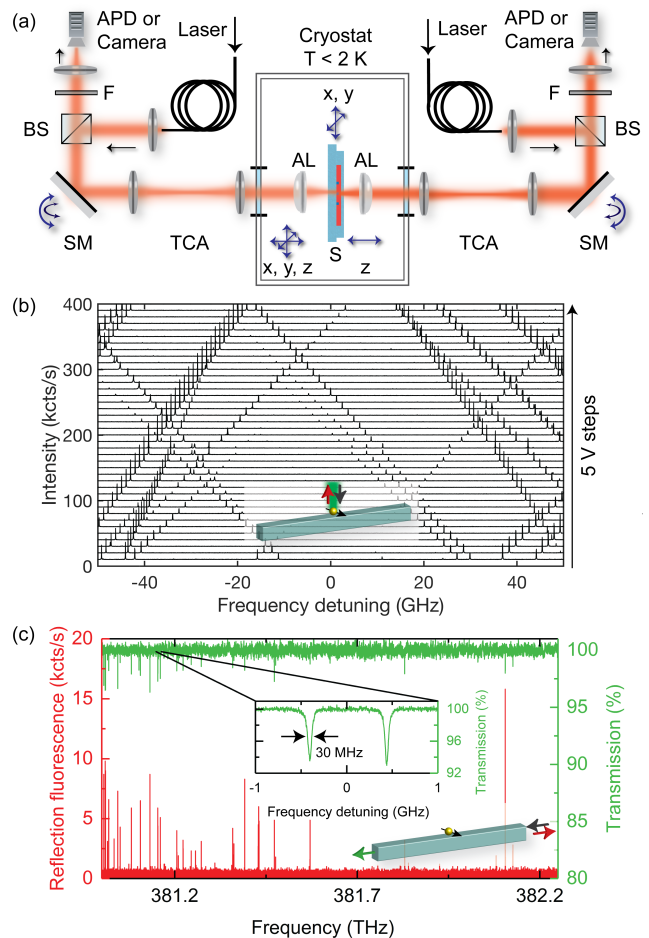 (a)
APD or
Camera
Laser
Cryostat
T < 2 K
Laser
APD or
Camera
F
BS
x, y
AL
AL
F
BS
SM
TCA
x, y, z
S
z
TCA
SM
(b)
Intensity (kcts/s)
400
300
200
100
0
5 V steps
-40
-20
0
20
40
Frequency detuning (GHz)
(c)
Reflection fluorescence (kcts/s)
20
15
10
5
0
100
95
90
85
80
Transmission (%)
100
96
92
Transmission (%)
30 MHz
-1
0
1
Frequency detuning (GHz)
381.2
381.7
382.2
Frequency (THz)